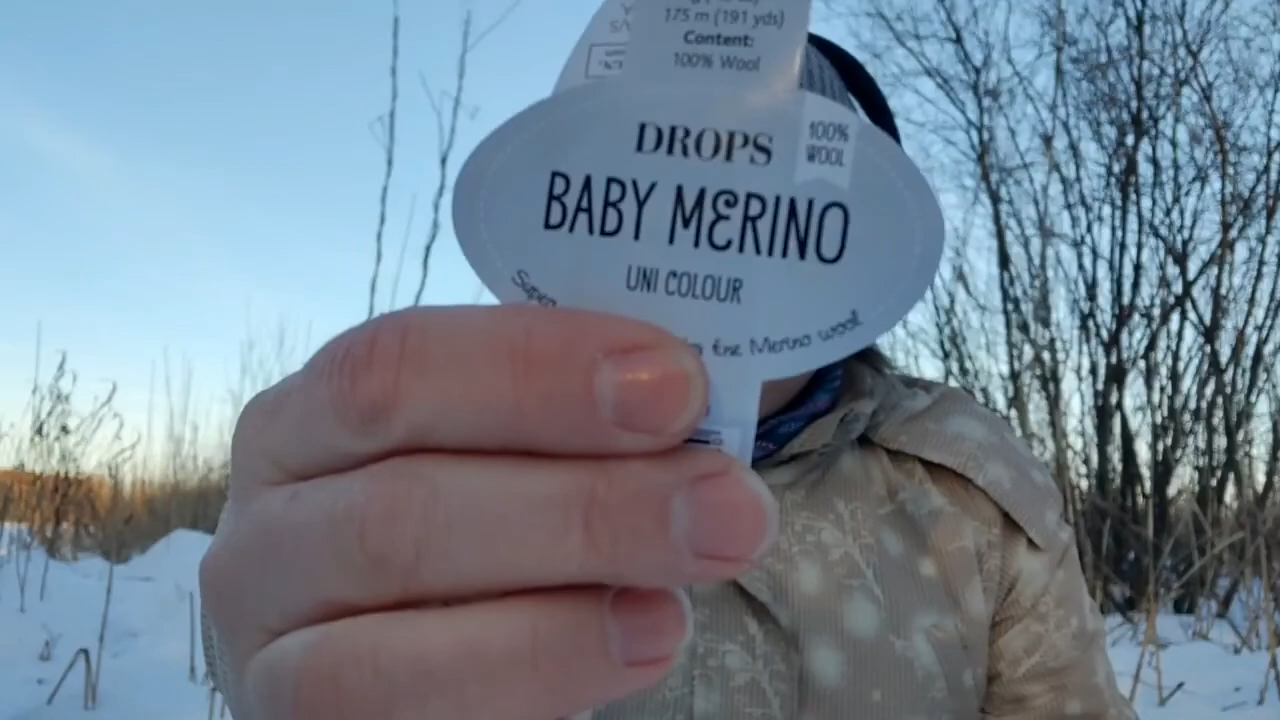 175 m (191 yds)
Content:
100% Wool
DROPS
100%
WOOL
BABY MERINO
UNI COLOUR
fine Merino wool